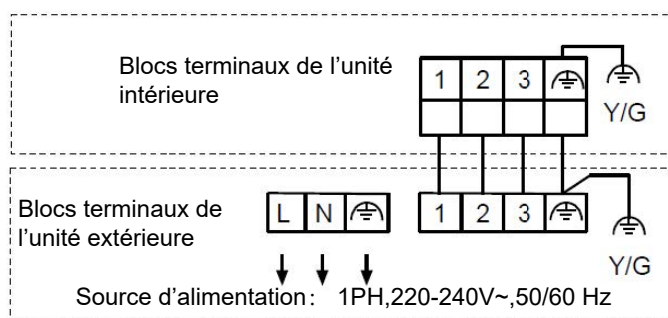 Blocs terminaux de l’unité
intérieure
1 2 3
Y/G
Blocs terminaux de
l’unité extérieure
L N
1 2 3
Y/G
Source d’alimentation: 1PH,220-240V~,50/60 Hz